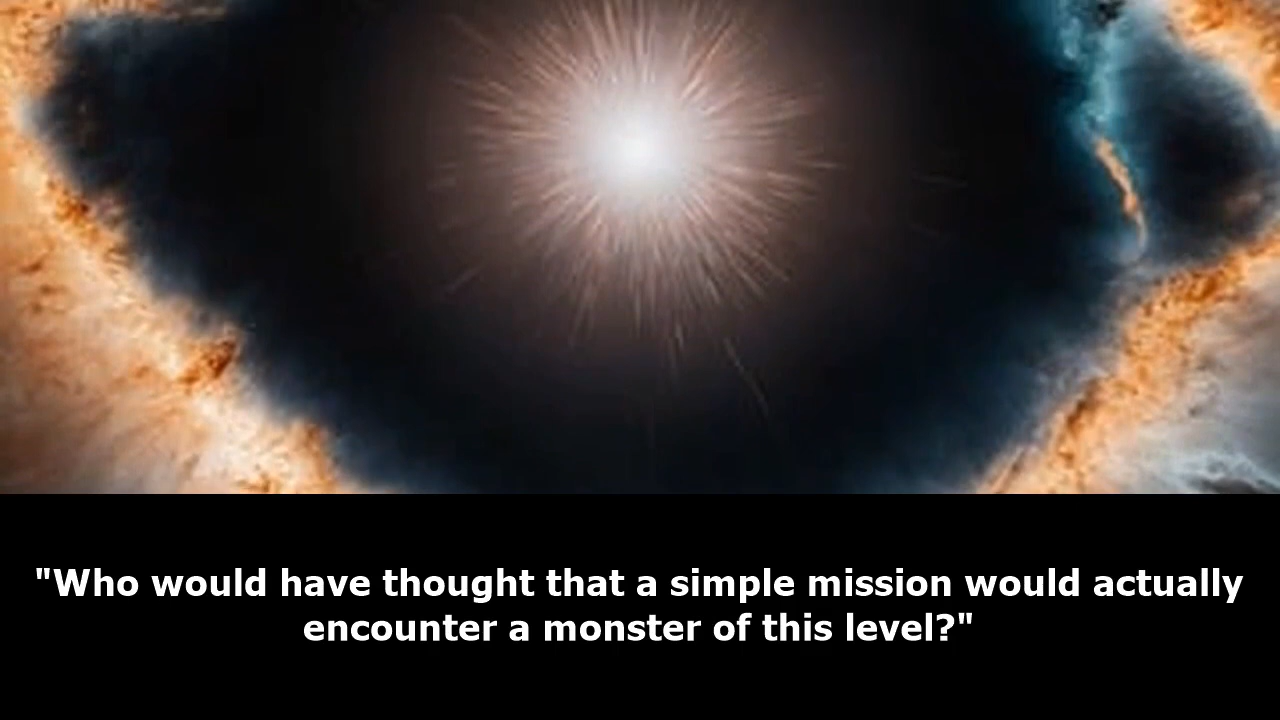 "Who would have thought that a simple mission would actually
encounter a monster of this level?"